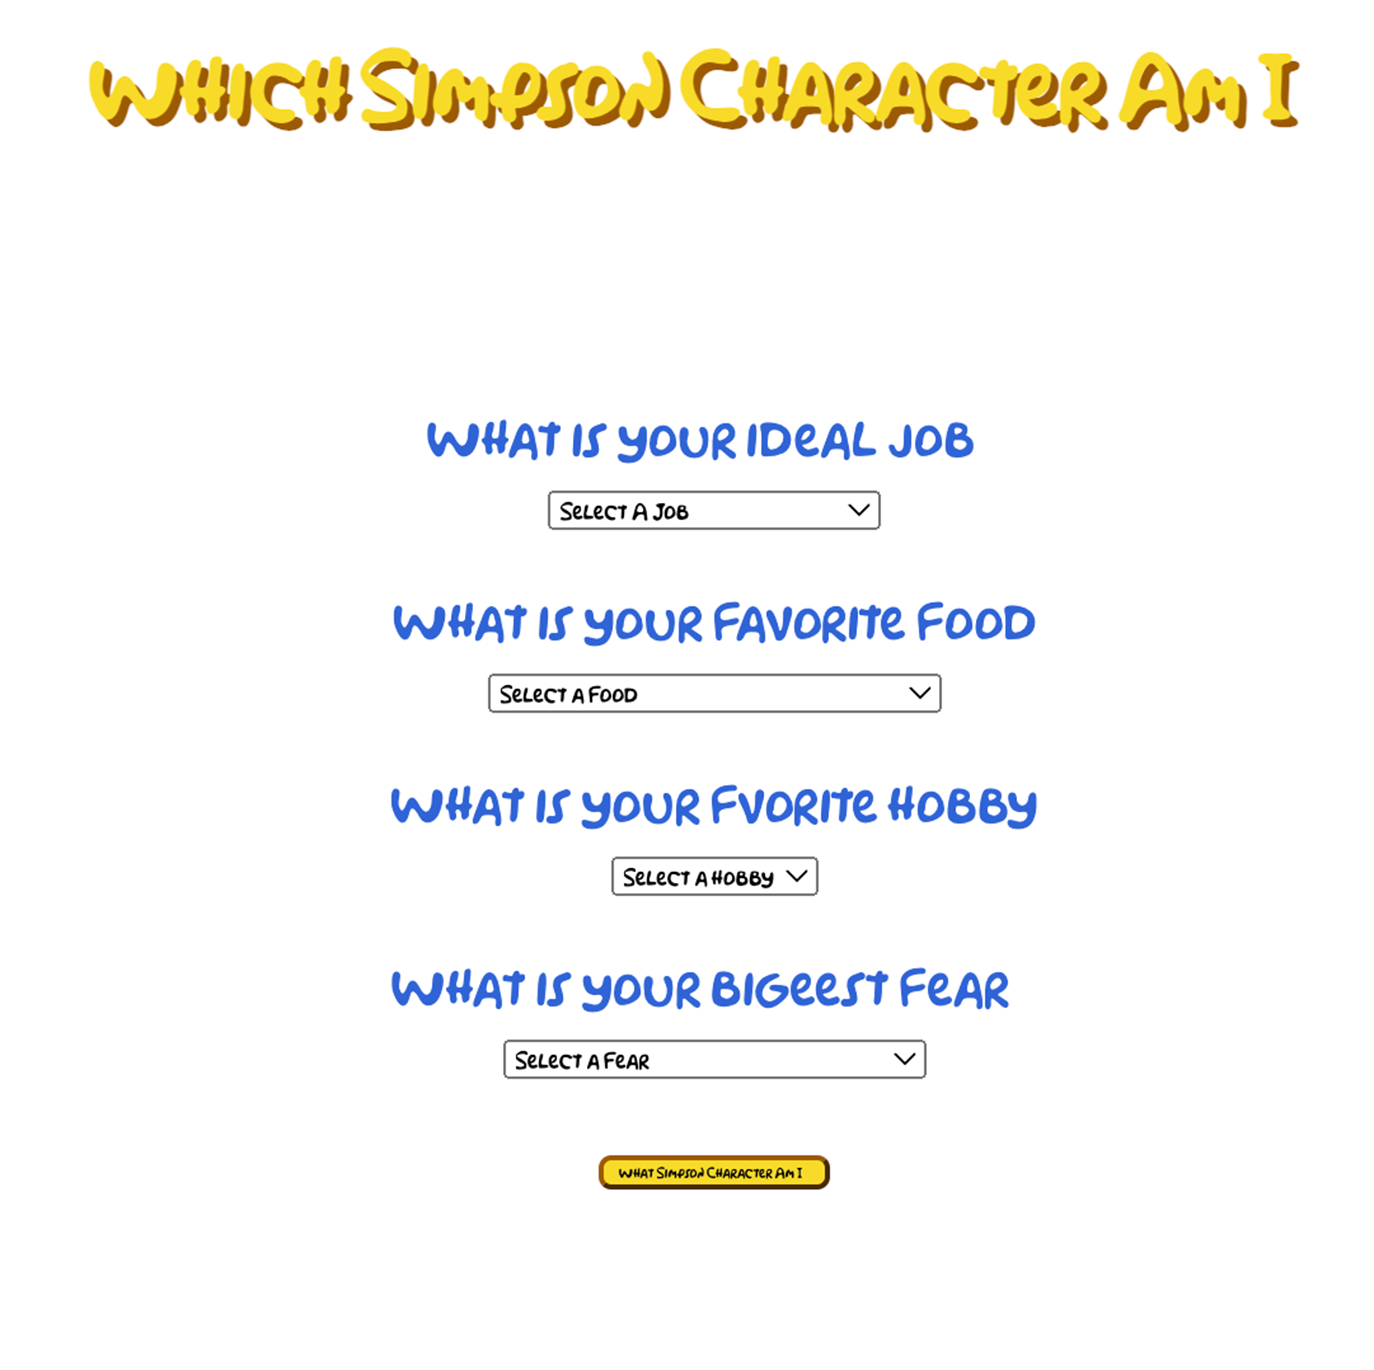 Which Simpson Character Am I
What is your ideal job
Select A Job
What is your Favorite Food
Select a Food
What is your Fvorite Hobby
Select a Hobby
What is your Bigeest Fear
Select a Fear
What Simpson Character Am I